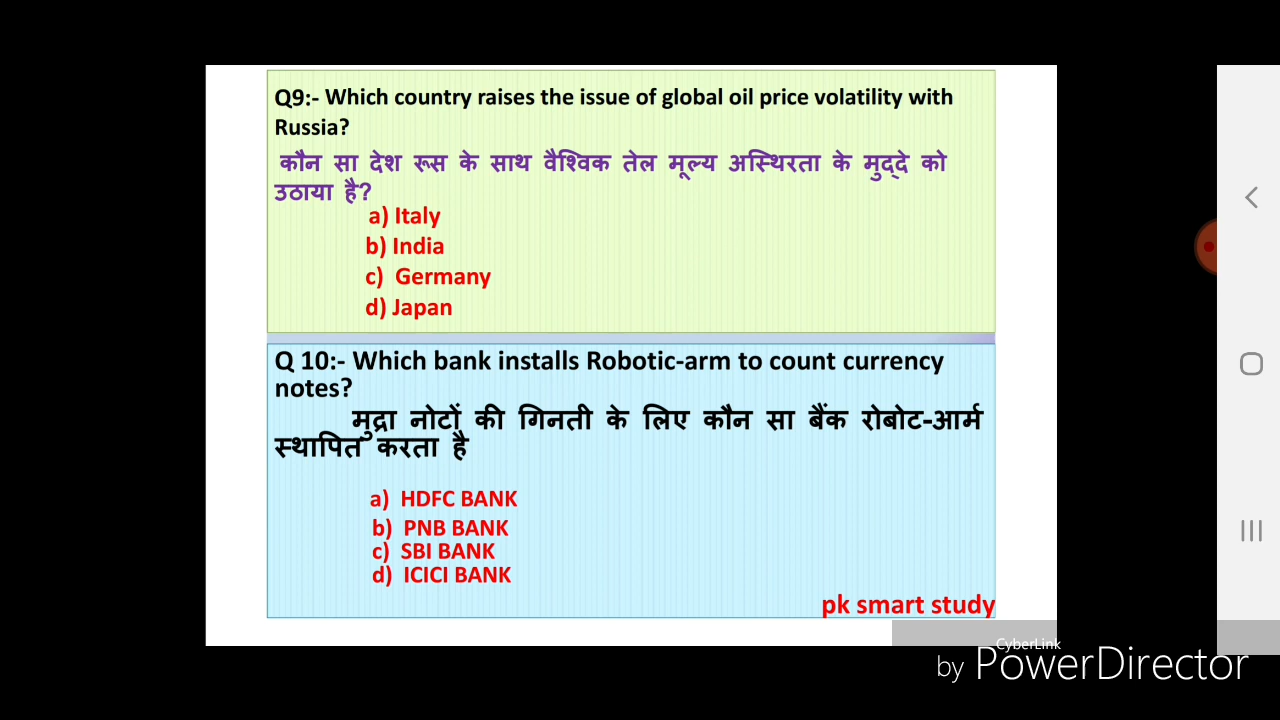 Q9:- Which country raises the issue of global oil price volatility with
Russia?
कौन सा देश रूस के साथ वैश्विक तेल मूल्य अस्थिरता के मुद्दे को
उठाया है?
a) Italy
b) India
c) Germany
d) Japan
Q 10:- Which bank installs Robotic-arm to count currency
notes?
मुद्रा नोटों की गिनती के लिए कौन सा बैंक रोबोट-आर्म
स्थापित करता है
a) HDFC BANK
b) PNB BANK
c) SBI BANK
d) ICICI BANK
pk smart study
CyberLink
by PowerDirector